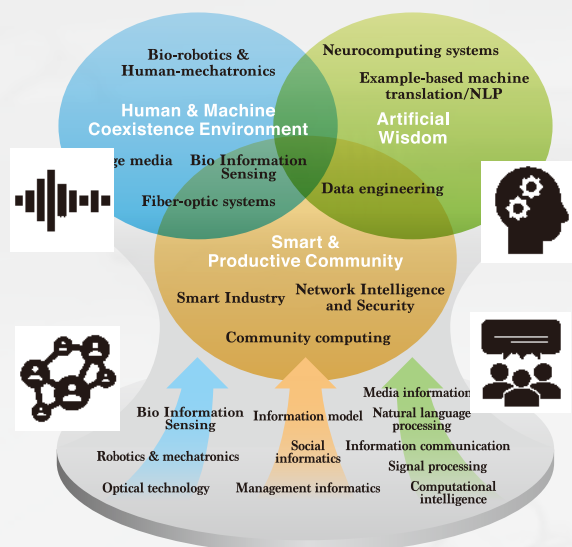 Bio-robotics &
Human-mechatronics
Neurocomputing systems
Example-based machine
translation/NLP
Human & Machine
Coexistence Environment
Artificial
Wisdom
media
Bio Information
Sensing
Fiber-optic systems
Data engineering
Smart &
Productive Community
Smart Industry
Network Intelligence
and Security
Community computing
Bio Information
Sensing
Robotics & mechatronics
Optical technology
Information model
Social
informatics
Management informatics
Media information
Natural language
processing
Information communication
Signal processing
Computational
intelligence